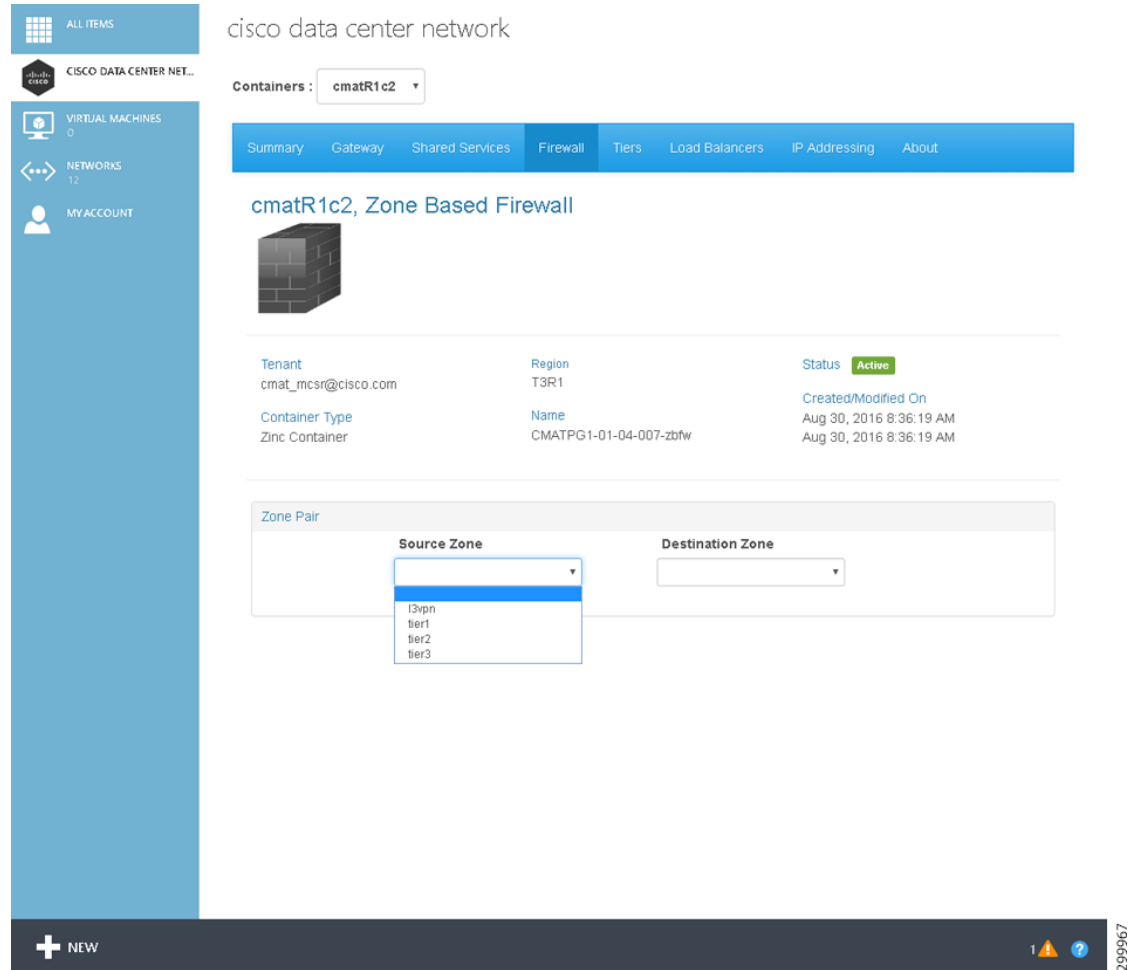 ALL ITEMS
cisco
CISCO DATA CENTER NET...
VIRTUAL MACHINES
0
NETWORKS
12
MY ACCOUNT
cisco data center network
Containers : cmatR1c2
Summary Gateway Shared Services Firewall Tiers Load Balancers IP Addressing About
cmatR1c2, Zone Based Firewall
Tenant
cmat_mcsr@cisco.com
Container Type
Zinc Container
Region
T3R1
Name
CMATPG1-01-04-007-zbfw
Status Active
Created/Modified On
Aug 30, 2016 8:36:19 AM
Aug 30, 2016 8:36:19 AM
Zone Pair
Source Zone Destination Zone
l3vpn
tier1
tier2
tier3
NEW
1
?
299967